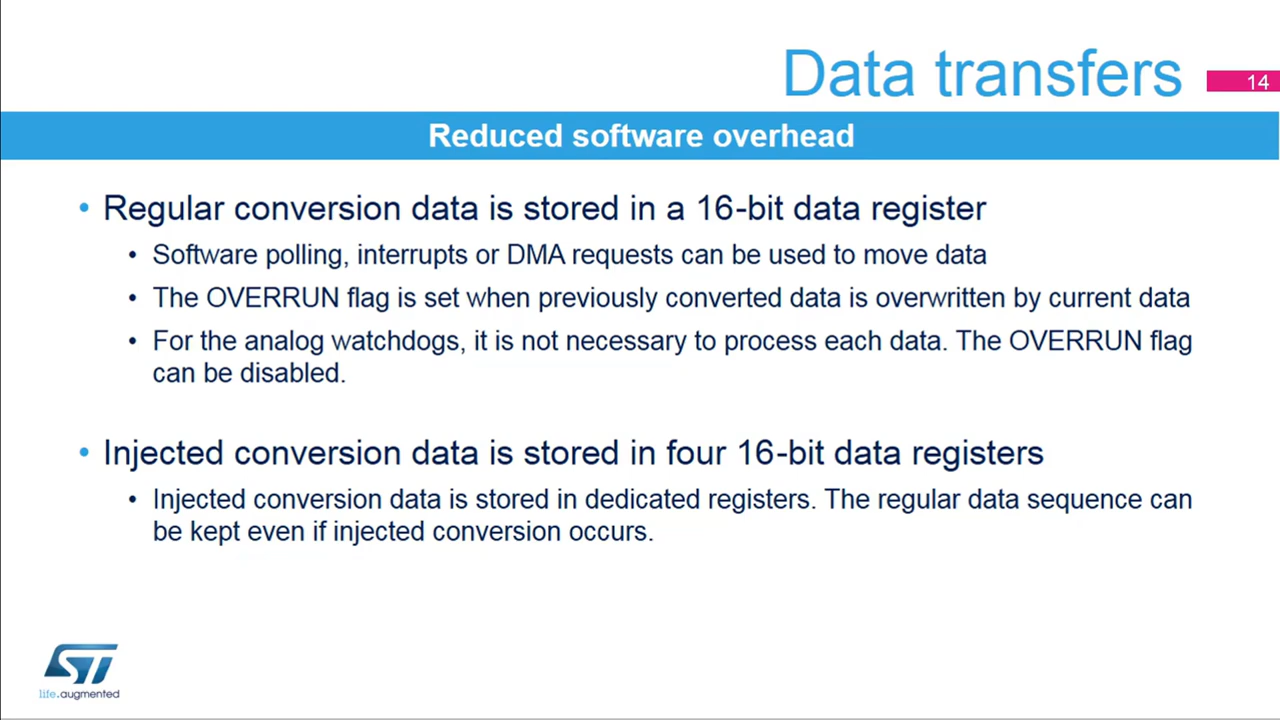 Data transfers
14
Reduced software overhead
• Regular conversion data is stored in a 16-bit data register
• Software polling, interrupts or DMA requests can be used to move data
• The OVERRUN flag is set when previously converted data is overwritten by current data
• For the analog watchdogs, it is not necessary to process each data. The OVERRUN flag
can be disabled.
• Injected conversion data is stored in four 16-bit data registers
• Injected conversion data is stored in dedicated registers. The regular data sequence can
be kept even if injected conversion occurs.
ST
life.augmented